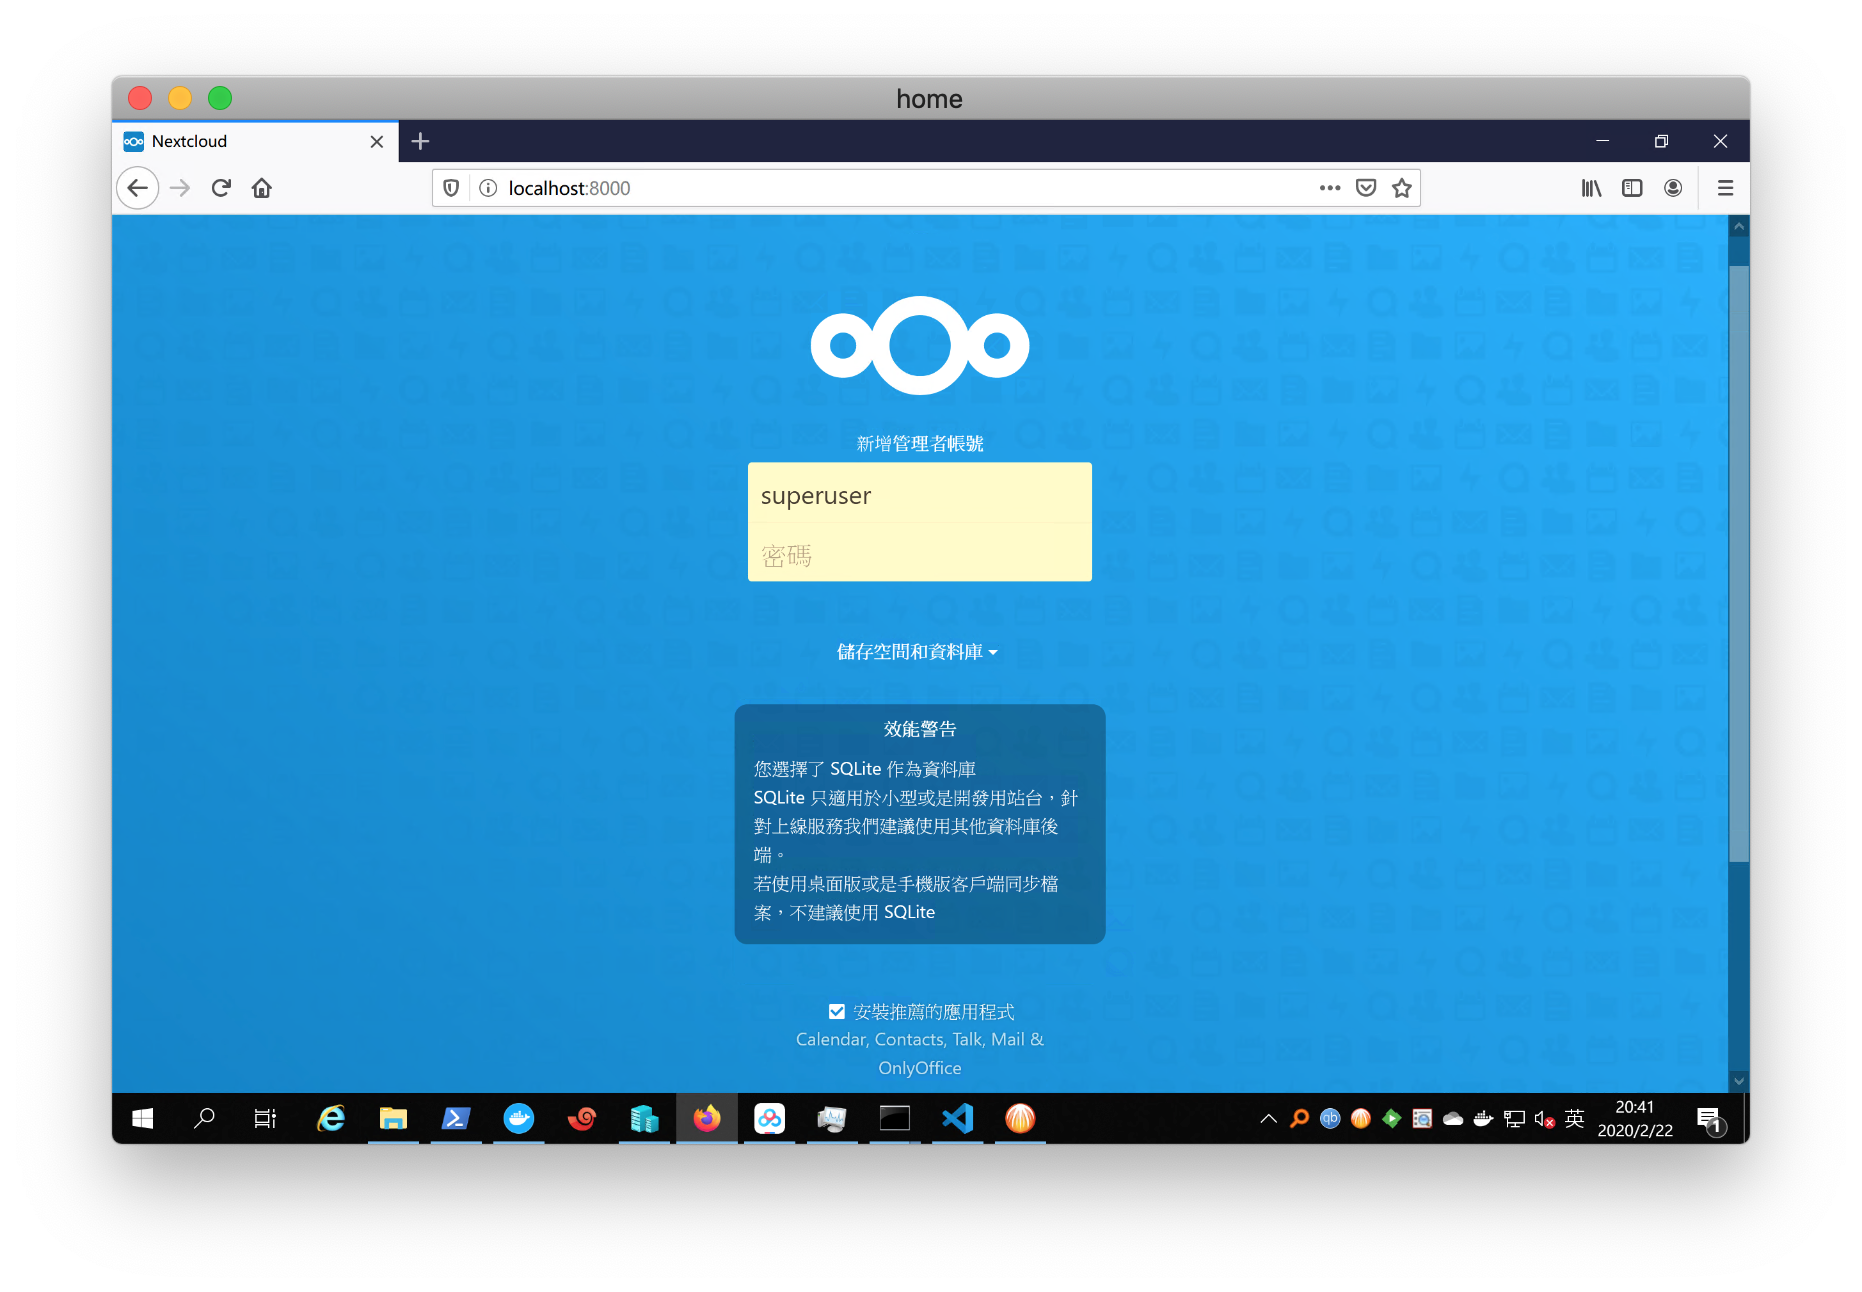 home
Nextcloud
localhost:8000
新增管理者帳號
superuser
密碼
儲存空間和資料庫
效能警告
您選擇了 SQLite 作為資料庫
SQLite 只適用於小型或是開發用站台，針
對上線服務我們建議使用其他資料庫後
端。
若使用桌面版或是手機版客戶端同步檔
案，不建議使用 SQLite
安裝推薦的應用程式
Calendar, Contacts, Talk, Mail &
OnlyOffice
qb
英
20:41
2020/2/22
1